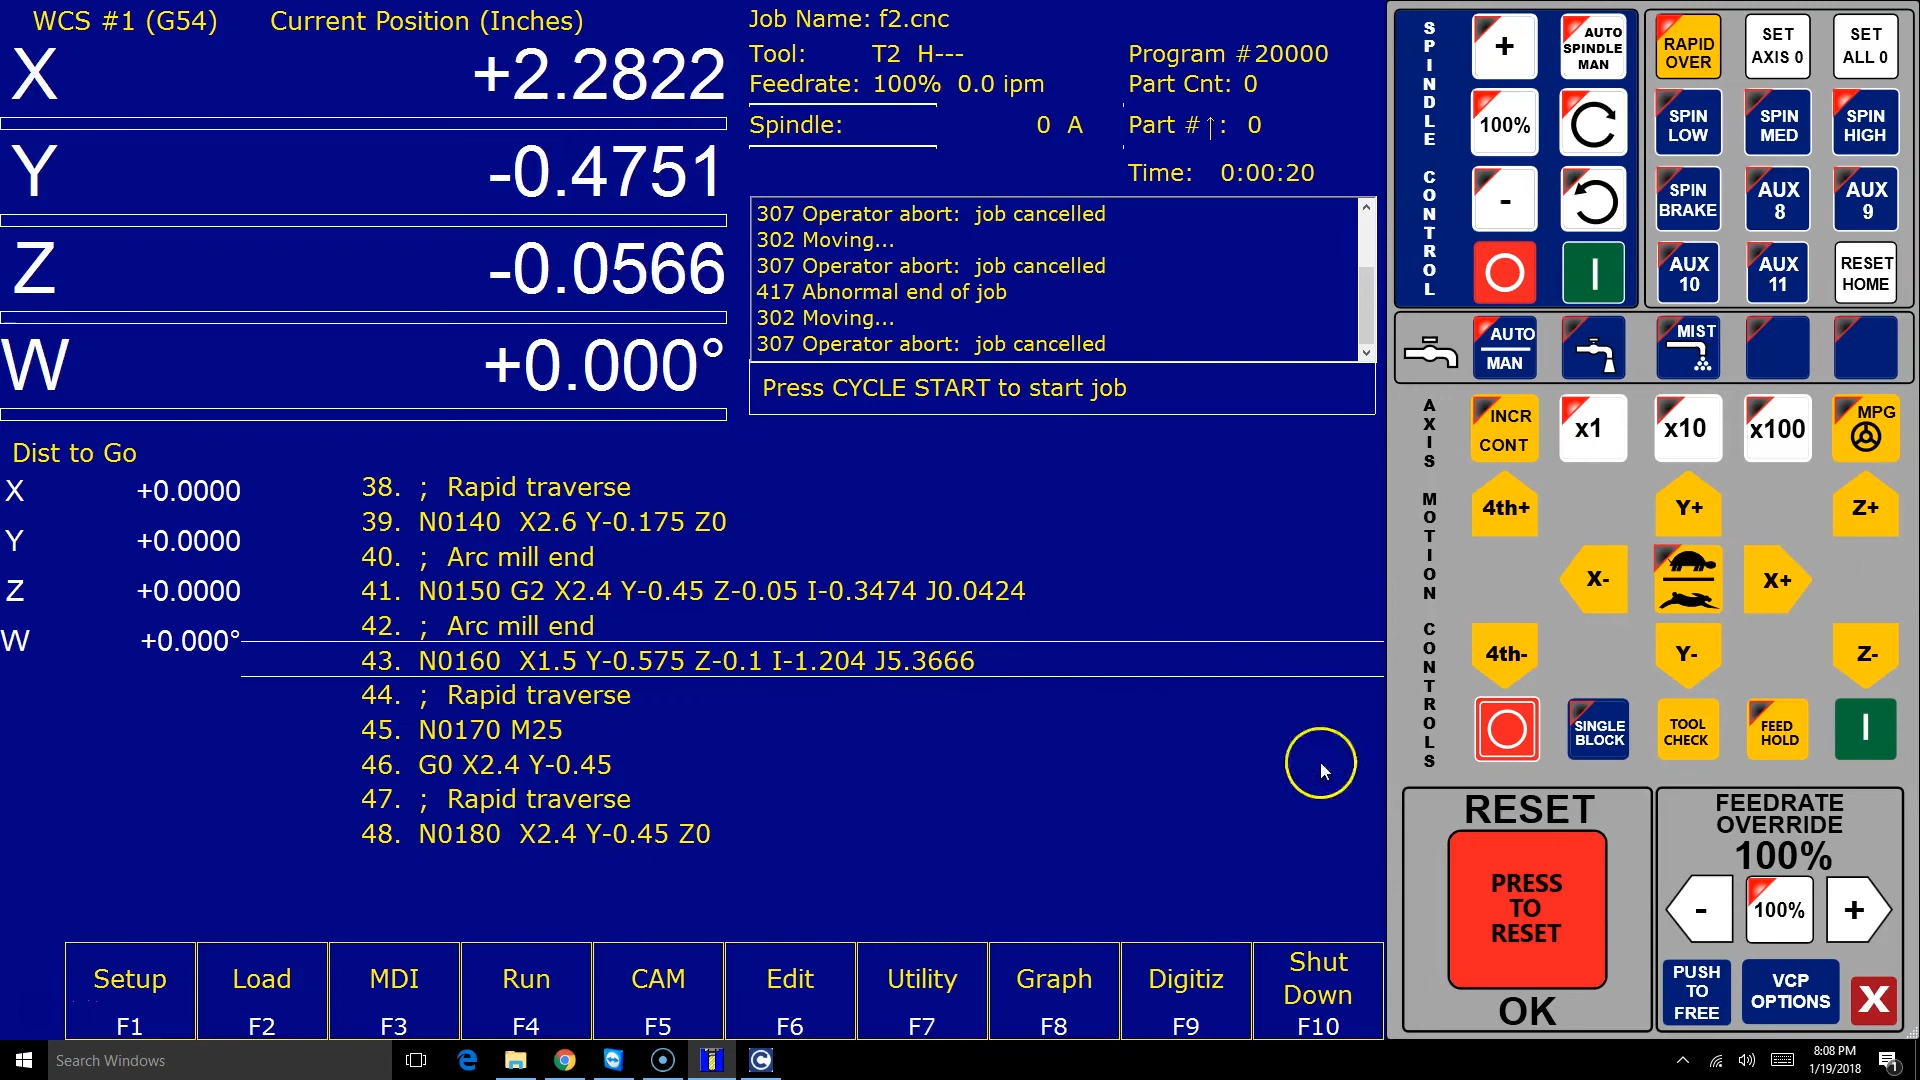 WCS #1 (G54) Current Position (Inches)
X +2.2822
Y -0.4751
Z -0.0566
W +0.000°
Job Name: f2.cnc
Tool: T2 H---
Feedrate: 100% 0.0 ipm
Spindle: 0 A
Program #20000
Part Cnt: 0
Part #↑: 0
Time: 0:00:20
307 Operator abort: job cancelled
302 Moving...
307 Operator abort: job cancelled
417 Abnormal end of job
302 Moving...
307 Operator abort: job cancelled
Press CYCLE START to start job
Dist to Go
X +0.0000
Y +0.0000
Z +0.0000
W +0.000°
38. ; Rapid traverse
39. N0140 X2.6 Y-0.175 Z0
40. ; Arc mill end
41. N0150 G2 X2.4 Y-0.45 Z-0.05 I-0.3474 J0.0424
42. ; Arc mill end
43. N0160 X1.5 Y-0.575 Z-0.1 I-1.204 J5.3666
44. ; Rapid traverse
45. N0170 M25
46. G0 X2.4 Y-0.45
47. ; Rapid traverse
48. N0180 X2.4 Y-0.45 Z0
Setup F1
Load F2
MDI F3
Run F4
CAM F5
Edit F6
Utility F7
Graph F8
Digitiz F9
Shut Down F10
SPINDLE CONTROL
+
AUTO SPINDLE MAN
100%
-
RAPID OVER
SET AXIS 0
SET ALL 0
SPIN LOW
SPIN MED
SPIN HIGH
SPIN BRAKE
AUX 8
AUX 9
AUX 10
AUX 11
RESET HOME
AUTO MAN
MIST
AXIS MOTION CONTROLS
INCR CONT
x1
x10
x100
MPG
4th+
Y+
Z+
X-
X+
4th-
Y-
Z-
SINGLE BLOCK
TOOL CHECK
FEED HOLD
RESET
PRESS TO RESET
OK
FEEDRATE OVERRIDE
100%
-
100%
+
PUSH TO FREE
VCP OPTIONS
X
Search Windows
8:08 PM
1/19/2018
1